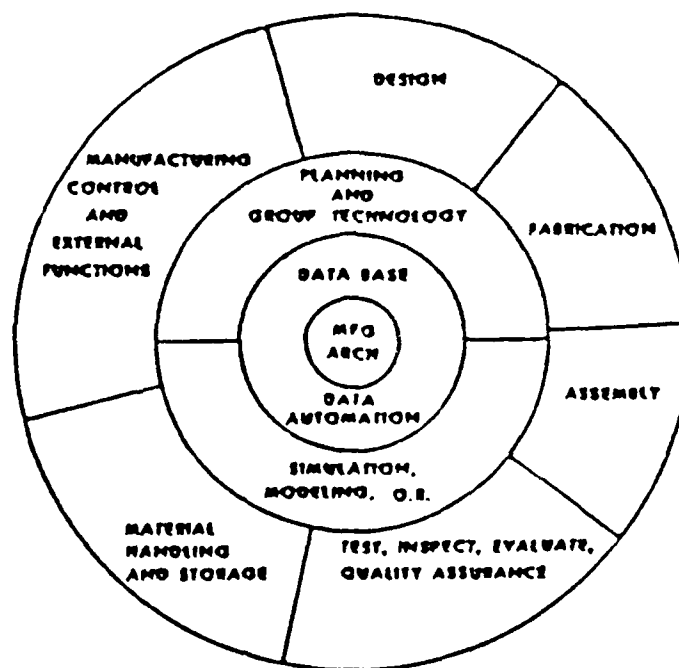 DESIGN
MANUFACTURING
CONTROL
AND
EXTERNAL
FUNCTIONS
PLANNING
AND
GROUP TECHNOLOGY
FABRICATION
DATA BASE
MFG
ARCH
DATA
AUTOMATION
ASSEMBLY
SIMULATION,
MODELING, O.R.
MATERIAL
HANDLING
AND STORAGE
TEST, INSPECT, EVALUATE,
QUALITY ASSURANCE